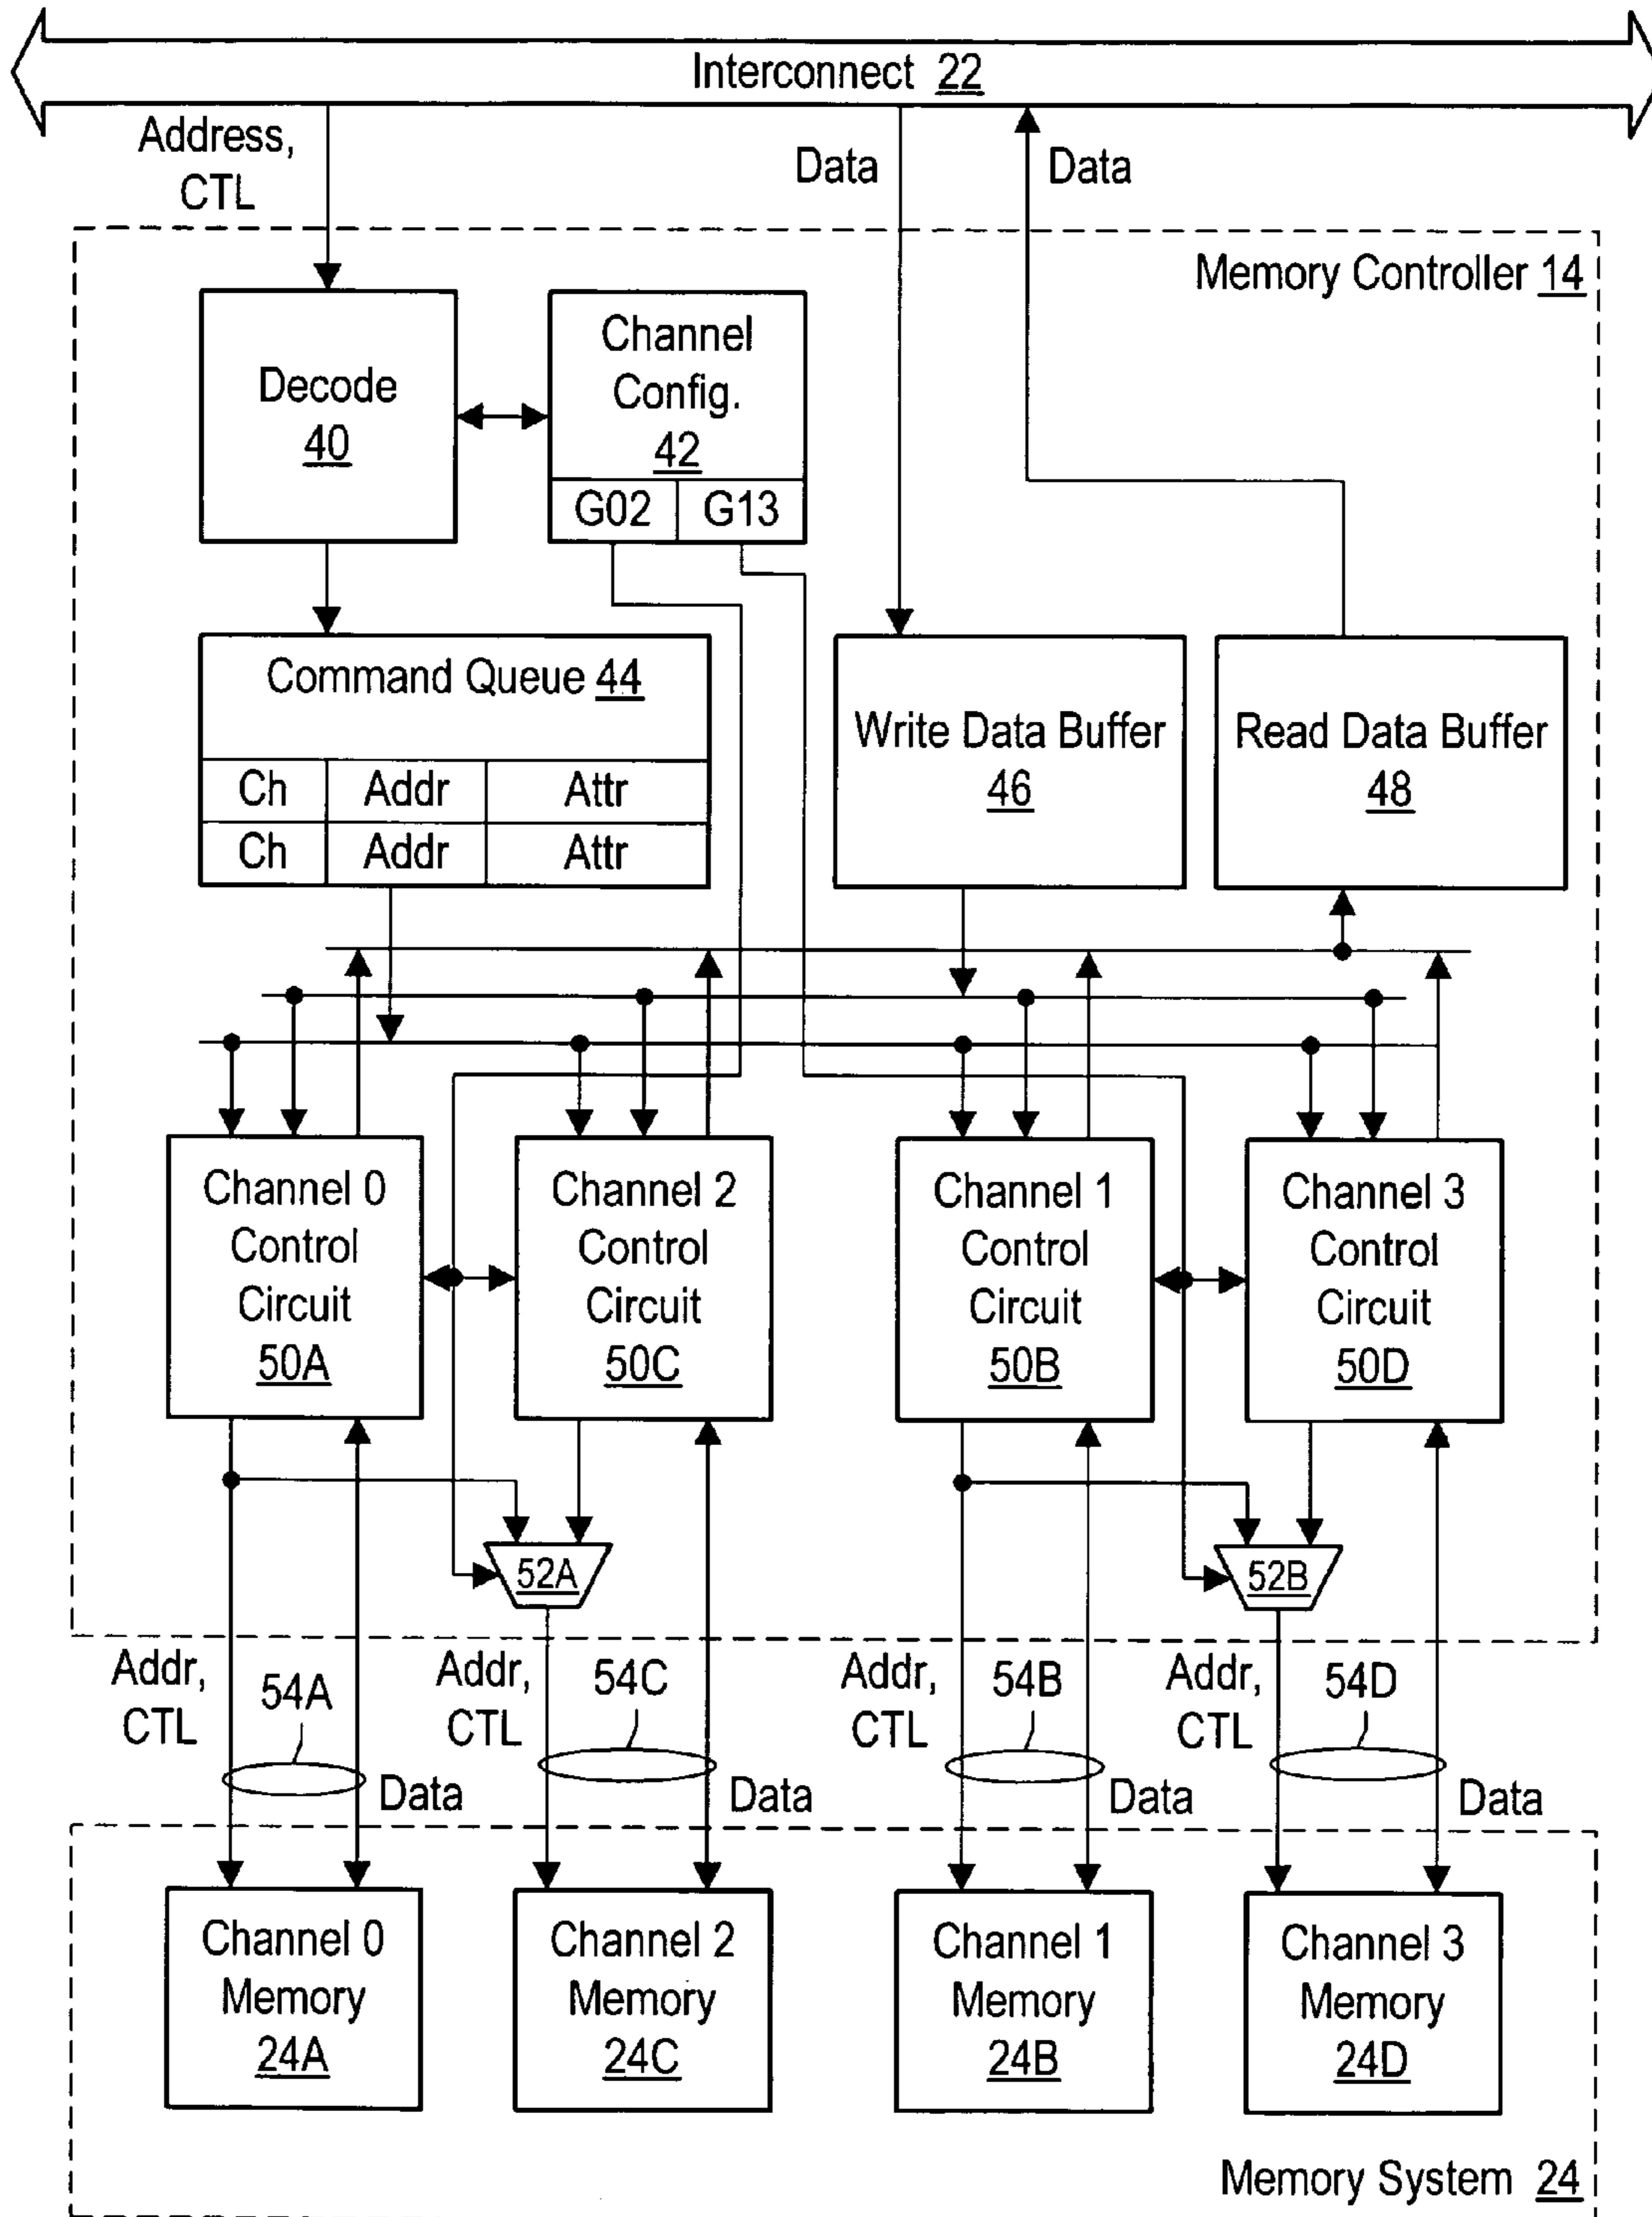 Interconnect 22
Address,
CTL
Data
Data
Memory Controller 14
Decode
40
Channel
Config.
42
G02 G13
Command Queue 44
Ch Addr Attr
Ch Addr Attr
Write Data Buffer
46
Read Data Buffer
48
Channel 0
Control
Circuit
50A
Channel 2
Control
Circuit
50C
Channel 1
Control
Circuit
50B
Channel 3
Control
Circuit
50D
52A
52B
Addr,
CTL
54A
Data
Addr,
CTL
54C
Data
Addr,
CTL
54B
Data
Addr,
CTL
54D
Data
Channel 0
Memory
24A
Channel 2
Memory
24C
Channel 1
Memory
24B
Channel 3
Memory
24D
Memory System 24